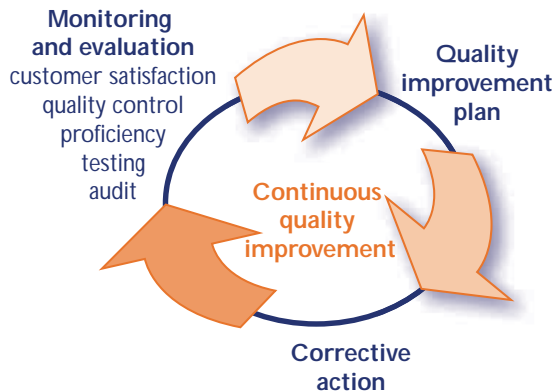 Monitoring
and evaluation
customer satisfaction
quality control
proficiency
testing
audit
Quality
improvement
plan
Continuous
quality
improvement
Corrective
action